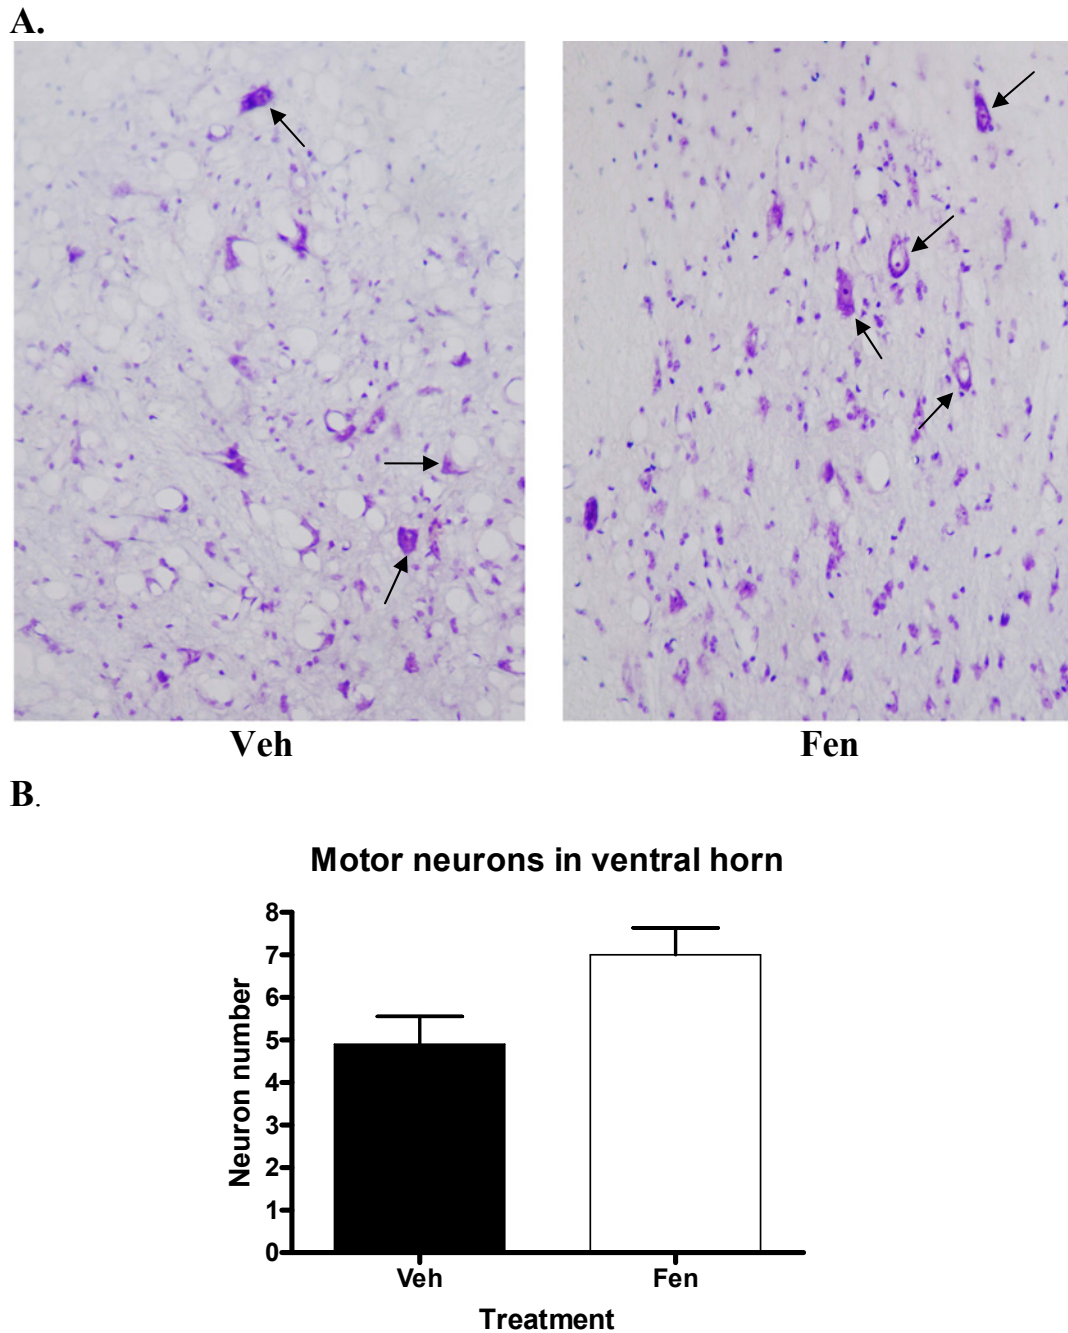 A.
Veh Fen
B.
Motor neurons in ventral horn
8
7
6
5
4
3
2
1
0
Neuron number
Veh Fen
Treatment